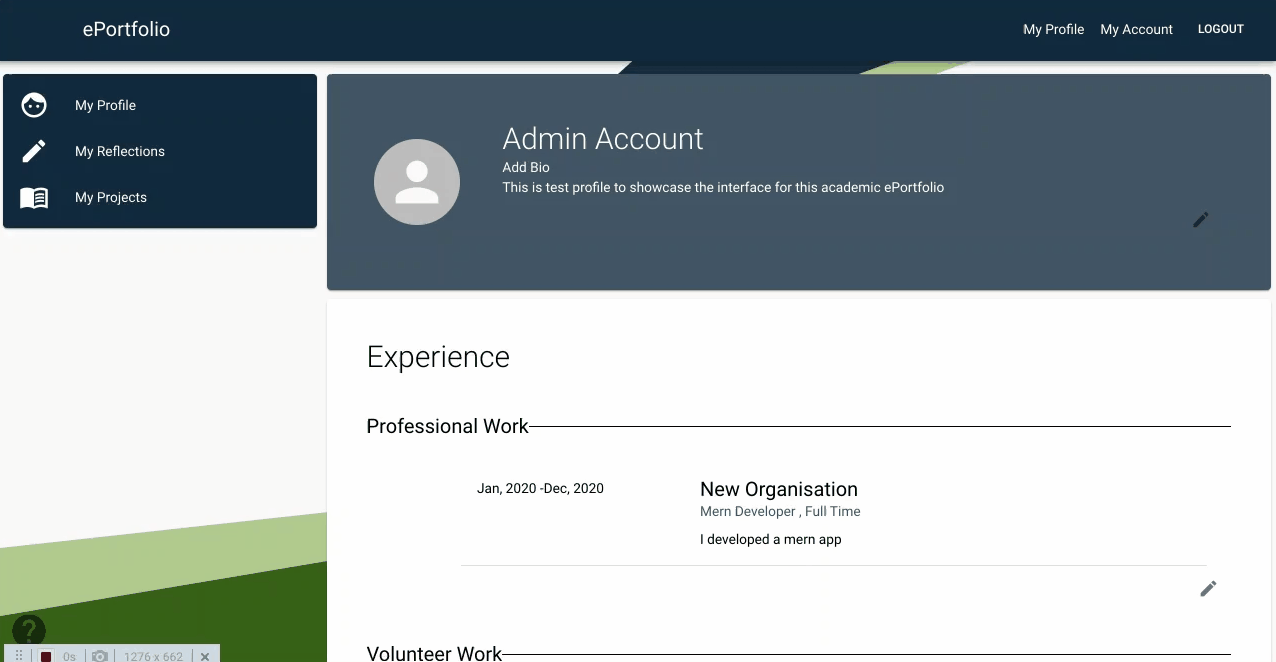 ePortfolio
My Profile My Account LOGOUT
My Profile
My Reflections
My Projects
Admin Account
Add Bio
This is test profile to showcase the interface for this academic ePortfolio
Experience
Professional Work
Jan, 2020 -Dec, 2020
New Organisation
Mern Developer , Full Time
I developed a mern app
Volunteer Work
?
0s 1276 x 662